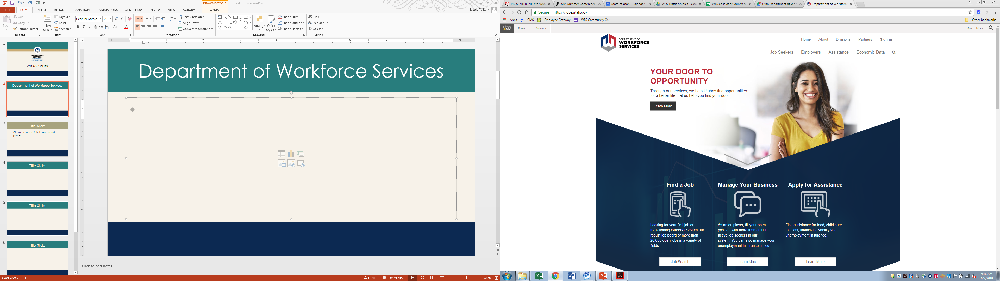 wdd.pptx - PowerPoint
DRAWING TOOLS
FILE HOME INSERT DESIGN TRANSITIONS ANIMATIONS SLIDE SHOW REVIEW VIEW ACROBAT FORMAT
Nycole Tylka
Paste
Cut
Copy
Format Painter
Clipboard
New Slide
Layout
Reset
Section
Slides
Century Gothic ( 32
Font
Text Direction
Align Text
Convert to SmartArt
Paragraph
Arrange
Quick Styles
Shape Fill
Shape Outline
Shape Effects
Drawing
Find
Replace
Select
Editing
1
WORKFORCE
SERVICES
WORKFORCE
DEVELOPMENT
WIOA Youth
2
Department of Workforce Services
3
Title Slide
• Alternate page (click, copy and
paste)
4
Title Slide
5
Title Slide
6
Title Slide
Department of Workforce Services
Click to add notes
SLIDE 2 OF 7
NOTES COMMENTS 147%
PRESENTER INFO for SAS
SAS Summer Conference
State of Utah - Calendar
WFS Traffic Studies - Goo
WFS Caseload Count.xlsx
Utah Department of Wor
Department of Workforc
Secure https://jobs.utah.gov
Apps CMS Employee Gateway WFS Community Co
Other bookmarks
utah.gov Services Agencies
Search Utah.gov
DEPARTMENT OF
WORKFORCE
SERVICES
Home About Divisions Partners Sign in
Job Seekers Employers Assistance Economic Data
YOUR DOOR TO
OPPORTUNITY
Through our services, we help Utahns find opportunities
for a better life. Let us help you find your door.
Learn More
Find a Job
Looking for your first job or
transitioning careers? Search our
robust job board of more than
20,000 open jobs in a variety of
fields.
Job Search
Manage Your Business
As an employer, fill your open
position with more than 80,000
active job seekers in our
system. You can also manage your
unemployment insurance account.
Learn More
Apply for Assistance
Find assistance for food, child care,
medical, financial, disability and
unemployment insurance.
Learn More
9:16 AM
6/7/2018